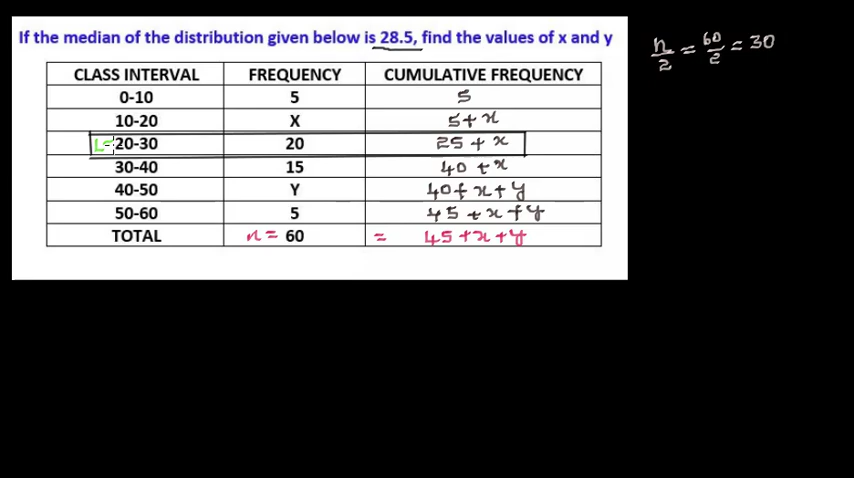 If the median of the distribution given below is 28.5, find the values of x and y
n/2 = 60/2 = 30
CLASS INTERVAL FREQUENCY CUMULATIVE FREQUENCY
0-10 5 5
10-20 X 5+x
L=20-30 20 25+x
30-40 15 40+x
40-50 Y 40+x+y
50-60 5 45+x+y
TOTAL n= 60 = 45+x+y